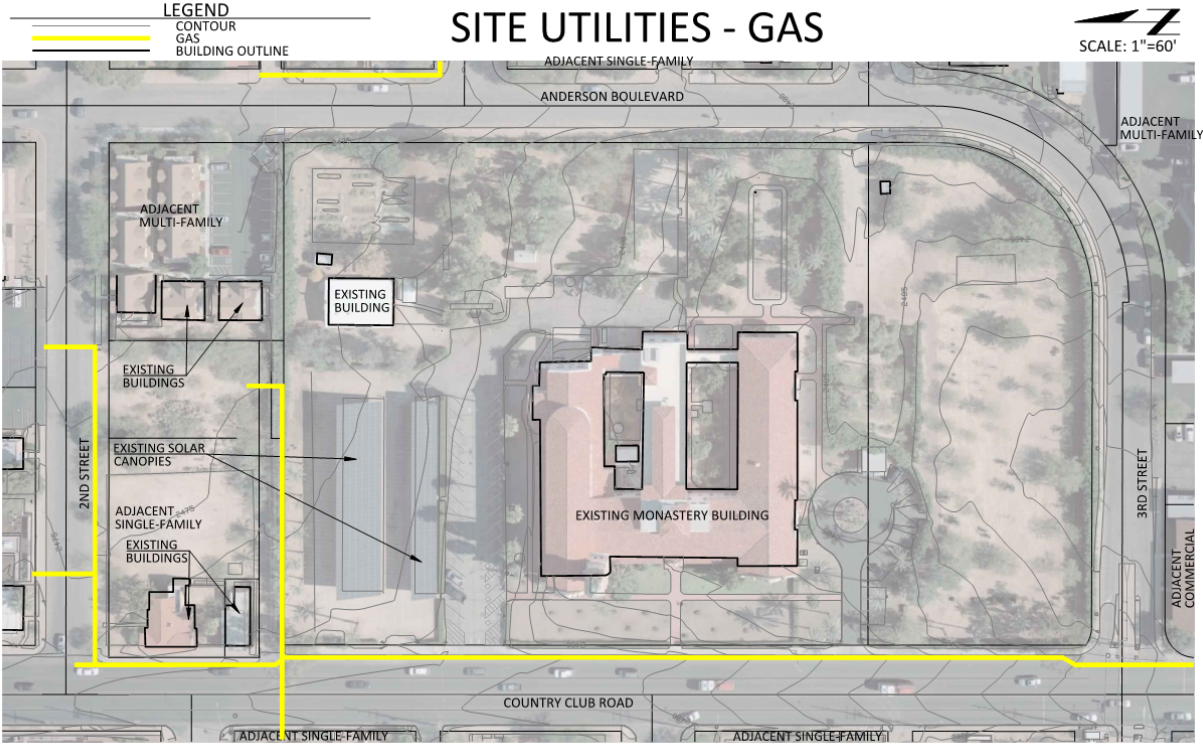 LEGEND
CONTOUR
GAS
BUILDING OUTLINE
SITE UTILITIES - GAS
SCALE: 1"=60'
ADJACENT SINGLE-FAMILY
ANDERSON BOULEVARD
ADJACENT
MULTI-FAMILY
ADJACENT
MULTI-FAMILY
EXISTING
BUILDING
2485
EXISTING
BUILDINGS
EXISTING SOLAR
CANOPIES
2ND STREET
2475
ADJACENT
SINGLE-FAMILY
EXISTING
BUILDINGS
EXISTING MONASTERY BUILDING
3RD STREET
ADJACENT
COMMERCIAL
COUNTRY CLUB ROAD
ADJACENT SINGLE-FAMILY
ADJACENT SINGLE-FAMILY